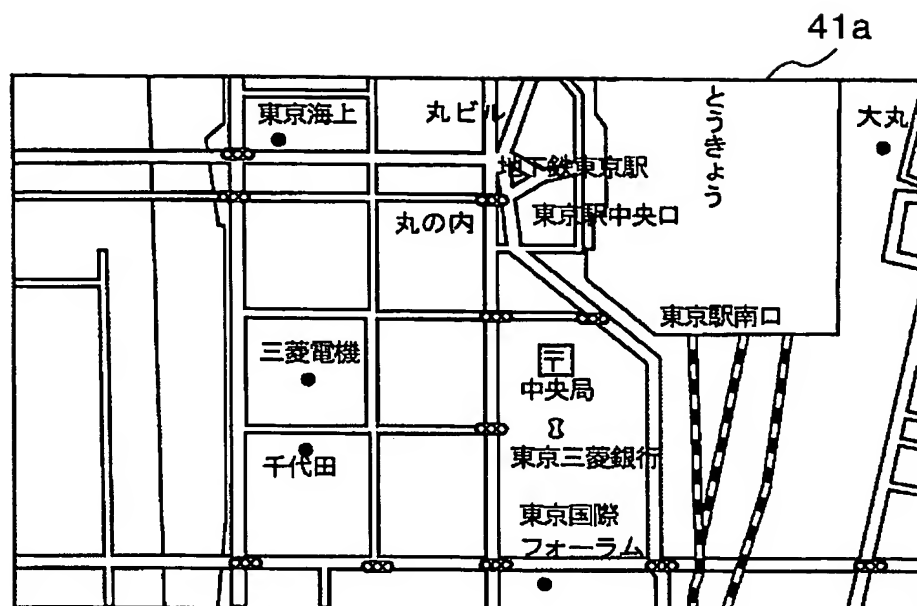 41a
東京海上
丸ビル
とうきょう
大丸
地下鉄東京駅
丸の内
東京駅中央口
東京駅南口
三菱電機
〒
中央局
千代田
東京三菱銀行
東京国際
フォーラム